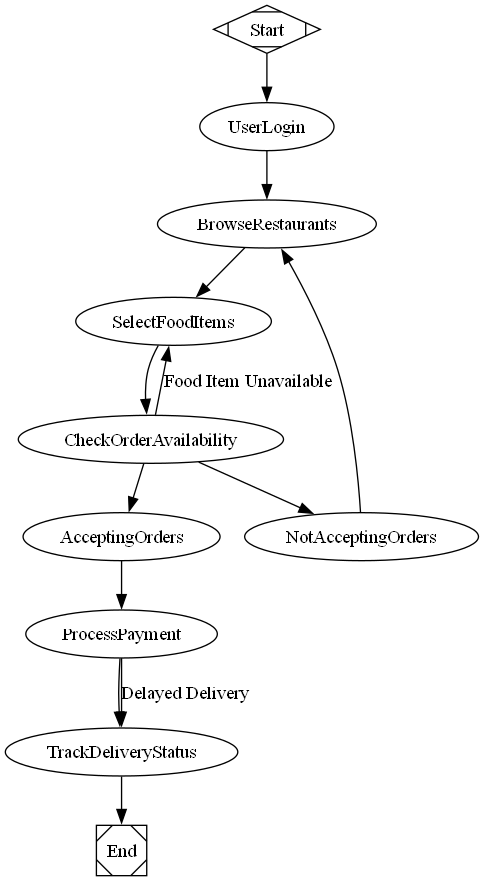 Start
UserLogin
BrowseRestaurants
SelectFoodItems
Food Item Unavailable
CheckOrderAvailability
AcceptingOrders
NotAcceptingOrders
ProcessPayment
Delayed Delivery
TrackDeliveryStatus
End